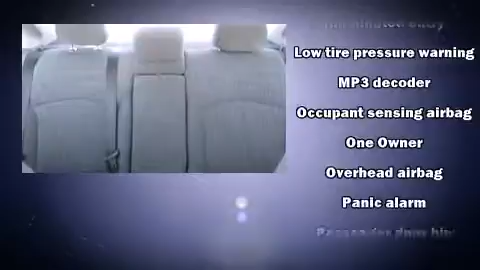 Low tire pressure warning
MP3 decoder
Occupant sensing airbag
One Owner
Overhead airbag
Panic alarm